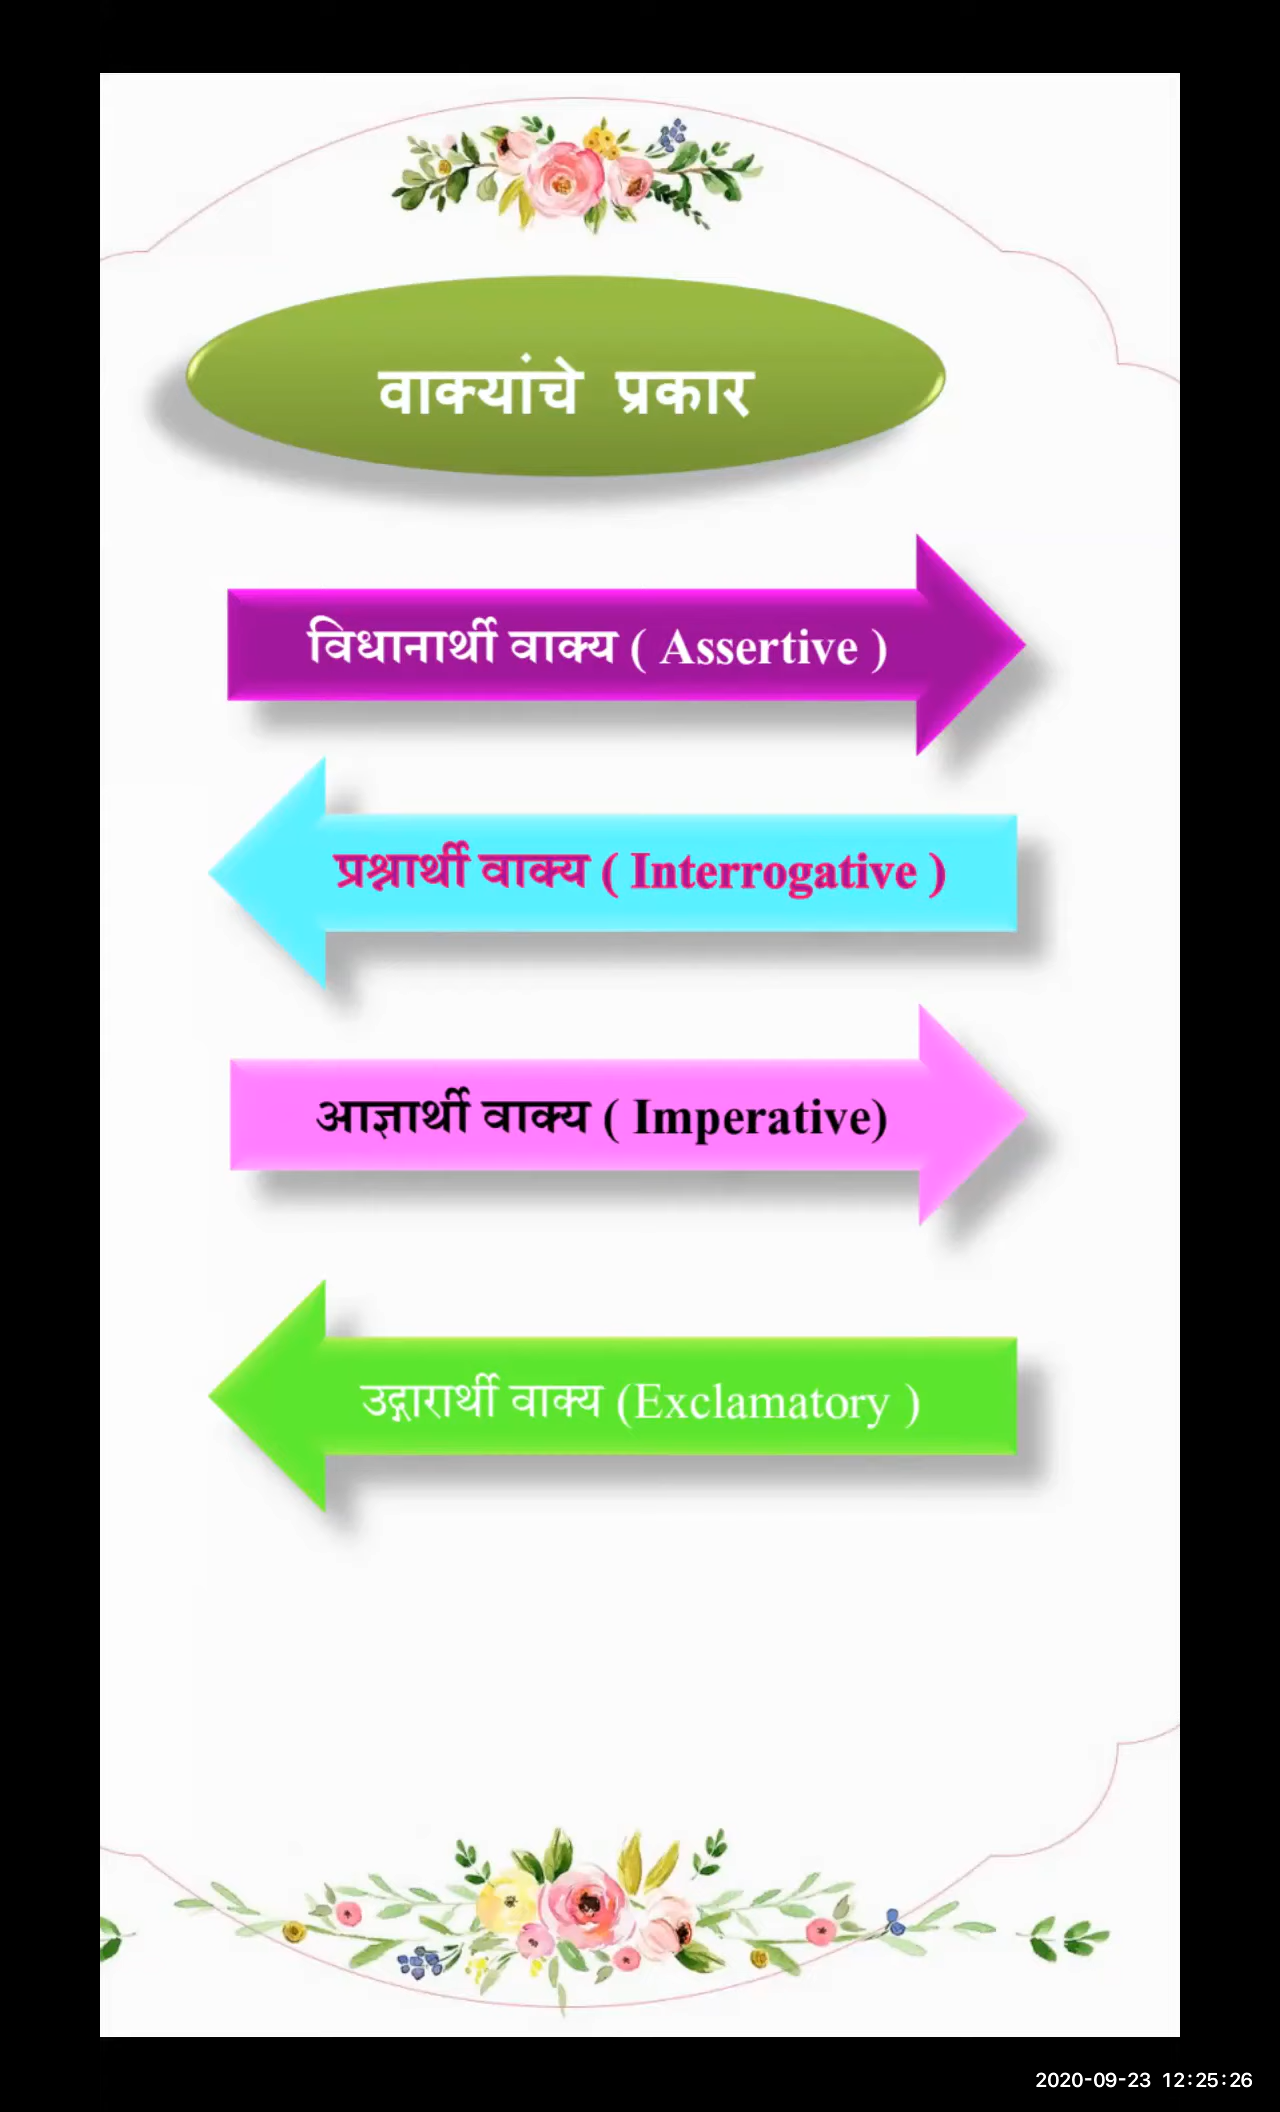 वाक्यांचे प्रकार
विधानार्थी वाक्य ( Assertive )
प्रश्नार्थी वाक्य ( Interrogative )
आज्ञार्थी वाक्य ( Imperative)
उद्गारार्थी वाक्य (Exclamatory )
2020-09-23 12:25:26